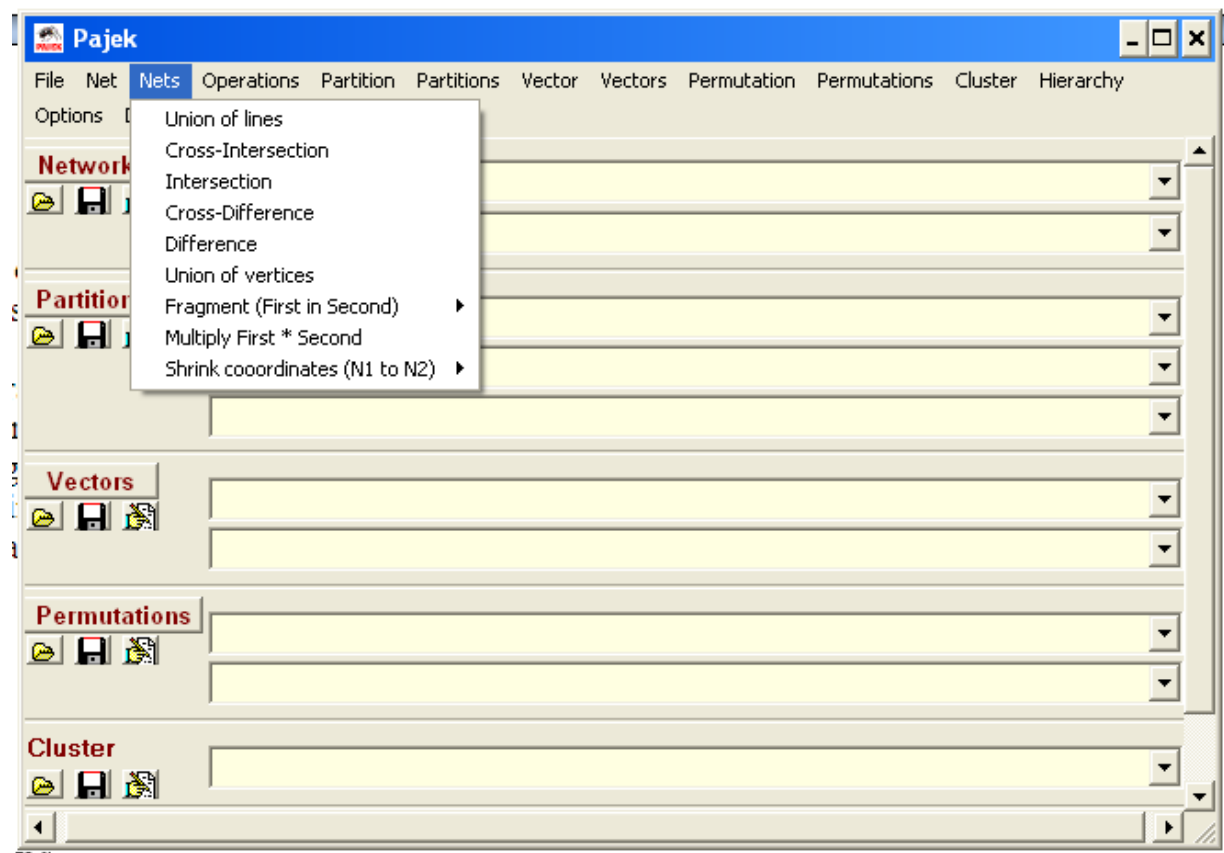 Pajek
File Net Nets Operations Partition Partitions Vector Vectors Permutation Permutations Cluster Hierarchy
Options
Union of lines
Cross-Intersection
Intersection
Cross-Difference
Difference
Union of vertices
Fragment (First in Second)
Multiply First * Second
Shrink cooordinates (N1 to N2)
Network
Partition
Vectors
Permutations
Cluster